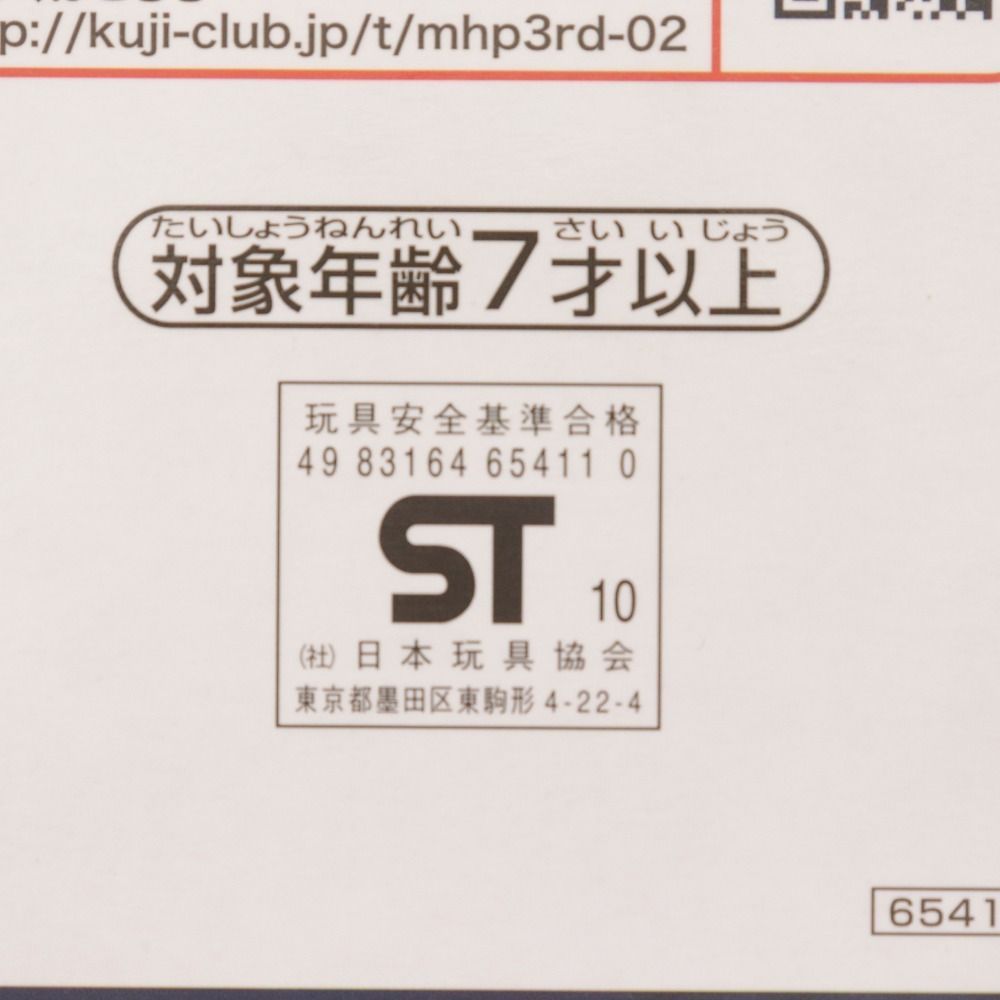 p://kuji-club.jp/t/mhp3rd-02
たいしょうねんれい さい い じょう
対象年齢7才以上
玩具安全基準合格
49 83164 65411 0
ST
10
(社) 日本玩具協会
東京都墨田区東駒形 4-22-4
6541